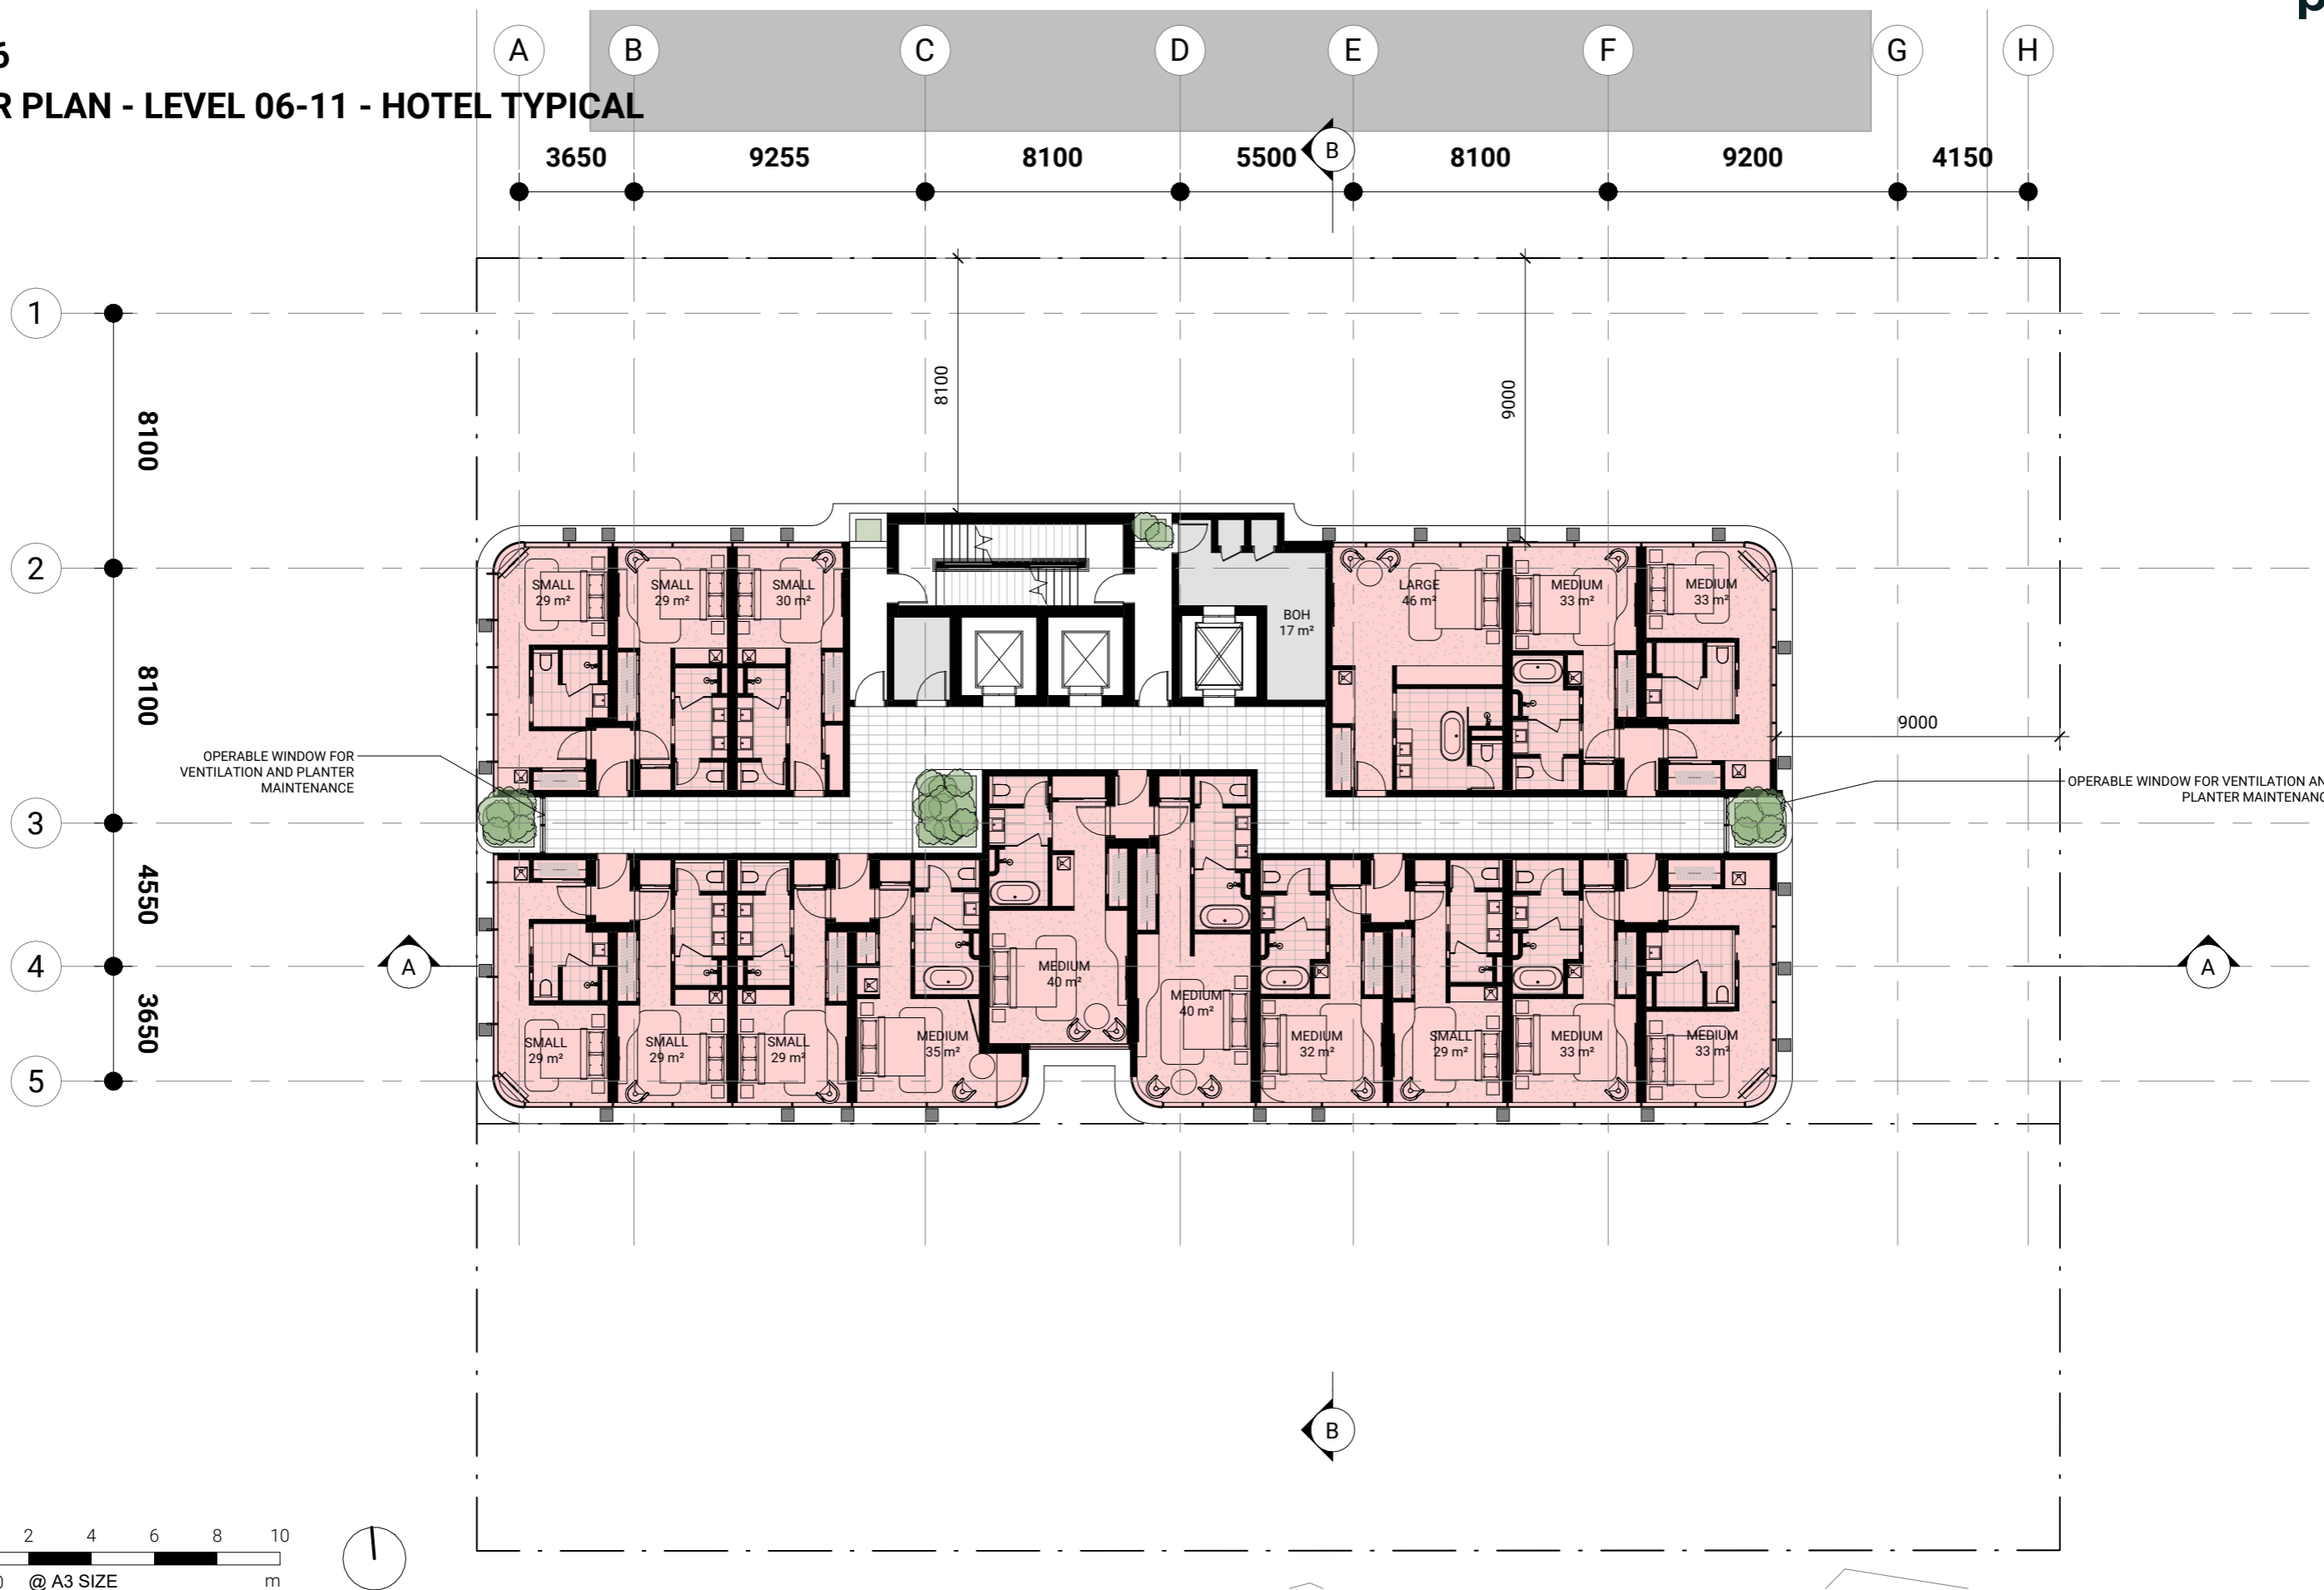 A B C D E F G H
6
R PLAN - LEVEL 06-11 - HOTEL TYPICAL
3650 9255 8100 5500 B 8100 9200 4150
1
8100
8100
9000
2
SMALL
29 m²
SMALL
29 m²
SMALL
30 m²
BOH
17 m²
LARGE
46 m²
MEDIUM
33 m²
MEDIUM
33 m²
8100
9000
OPERABLE WINDOW FOR
VENTILATION AND PLANTER
MAINTENANCE
OPERABLE WINDOW FOR VENTILATION AN
PLANTER MAINTENANC
3
4550
4
A
A
3650
5
SMALL
29 m²
SMALL
29 m²
SMALL
29 m²
MEDIUM
35 m²
MEDIUM
40 m²
MEDIUM
40 m²
MEDIUM
32 m²
SMALL
29 m²
MEDIUM
33 m²
MEDIUM
33 m²
B
2 4 6 8 10
@ A3 SIZE m